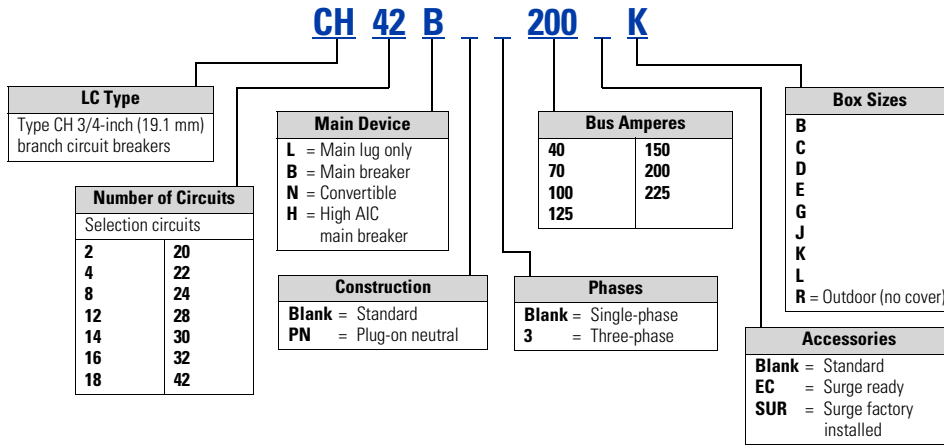 CH 42 B _ _ 200 _ K
LC Type
Type CH 3/4-inch (19.1 mm)
branch circuit breakers
Number of Circuits
Selection circuits
2 20
4 22
8 24
12 28
14 30
16 32
18 42
Main Device
L = Main lug only
B = Main breaker
N = Convertible
H = High AIC
main breaker
Construction
Blank = Standard
PN = Plug-on neutral
Bus Amperes
40 150
70 200
100 225
125
Phases
Blank = Single-phase
3 = Three-phase
Box Sizes
B
C
D
E
G
J
K
L
R = Outdoor (no cover)
Accessories
Blank = Standard
EC = Surge ready
SUR = Surge factory
installed